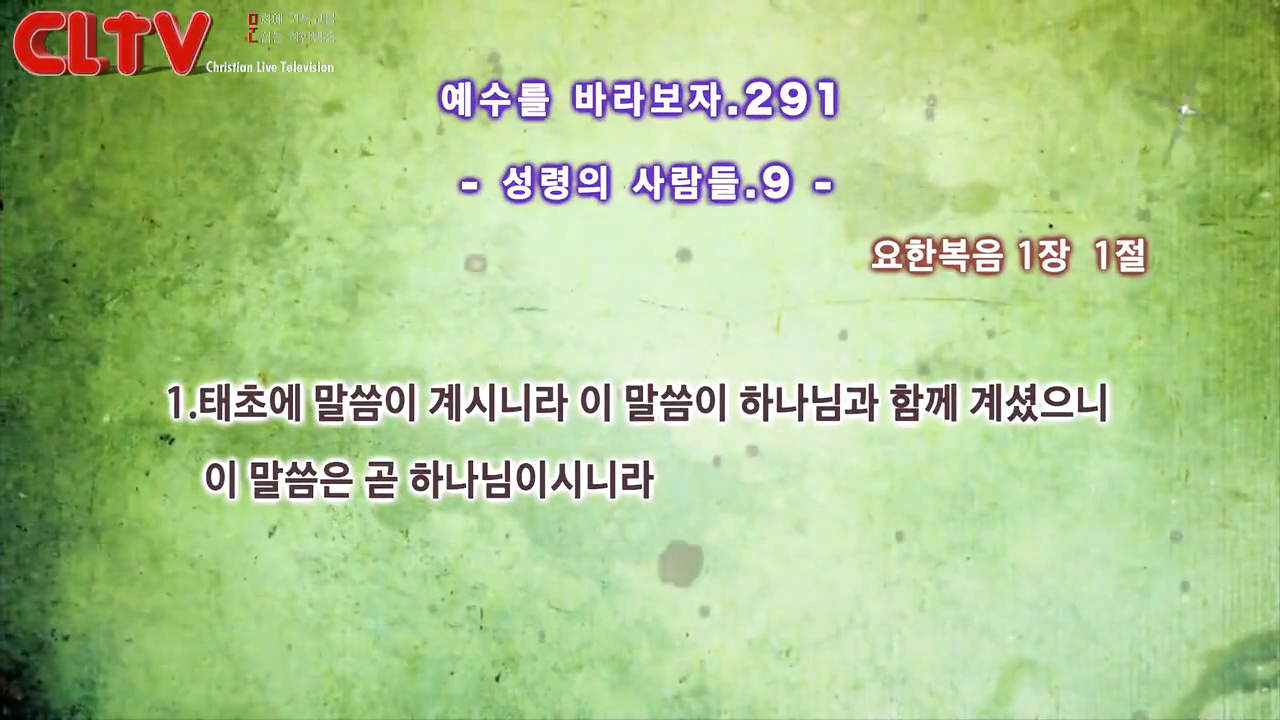 CLTV
Christian Live Television
예수를 바라보자.291
- 성령의 사람들.9 -
요한복음 1장 1절
1.태초에 말씀이 계시니라 이 말씀이 하나님과 함께 계셨으니
이 말씀은 곧 하나님이시니라